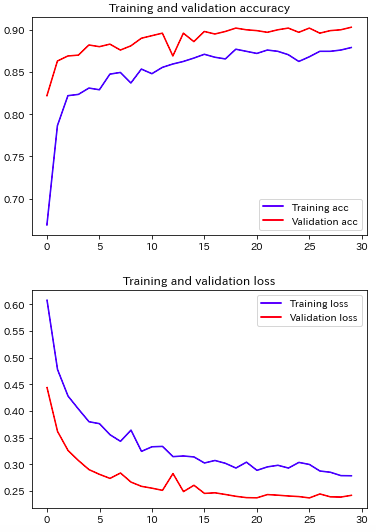 Training and validation accuracy
0.90
0.85
0.80
0.75
0.70
Training acc
Validation acc
0 5 10 15 20 25 30
Training and validation loss
0.60
0.55
0.50
0.45
0.40
0.35
0.30
0.25
Training loss
Validation loss
0 5 10 15 20 25 30